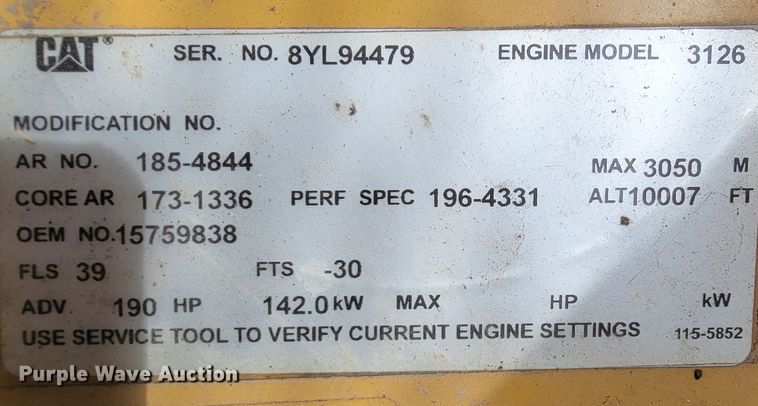 CAT® SER. NO. 8YL94479 ENGINE MODEL 3126
MODIFICATION NO.
AR NO. 185-4844 MAX 3050 M
CORE AR 173-1336 PERF SPEC 196-4331 ALT 10007 FT
OEM NO. 15759838
FLS 39 FTS -30
ADV 190 HP 142.0 kW MAX HP kW
USE SERVICE TOOL TO VERIFY CURRENT ENGINE SETTINGS 115-5852
Purple Wave Auction